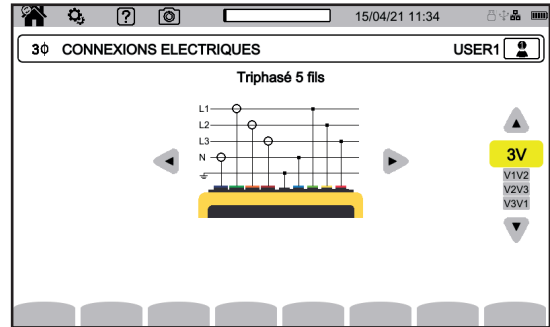 15/04/21 11:34
3ϕ CONNEXIONS ELECTRIQUES USER1
Triphasé 5 fils
L1
L2
L3
N
3V
V1V2
V2V3
V3V1